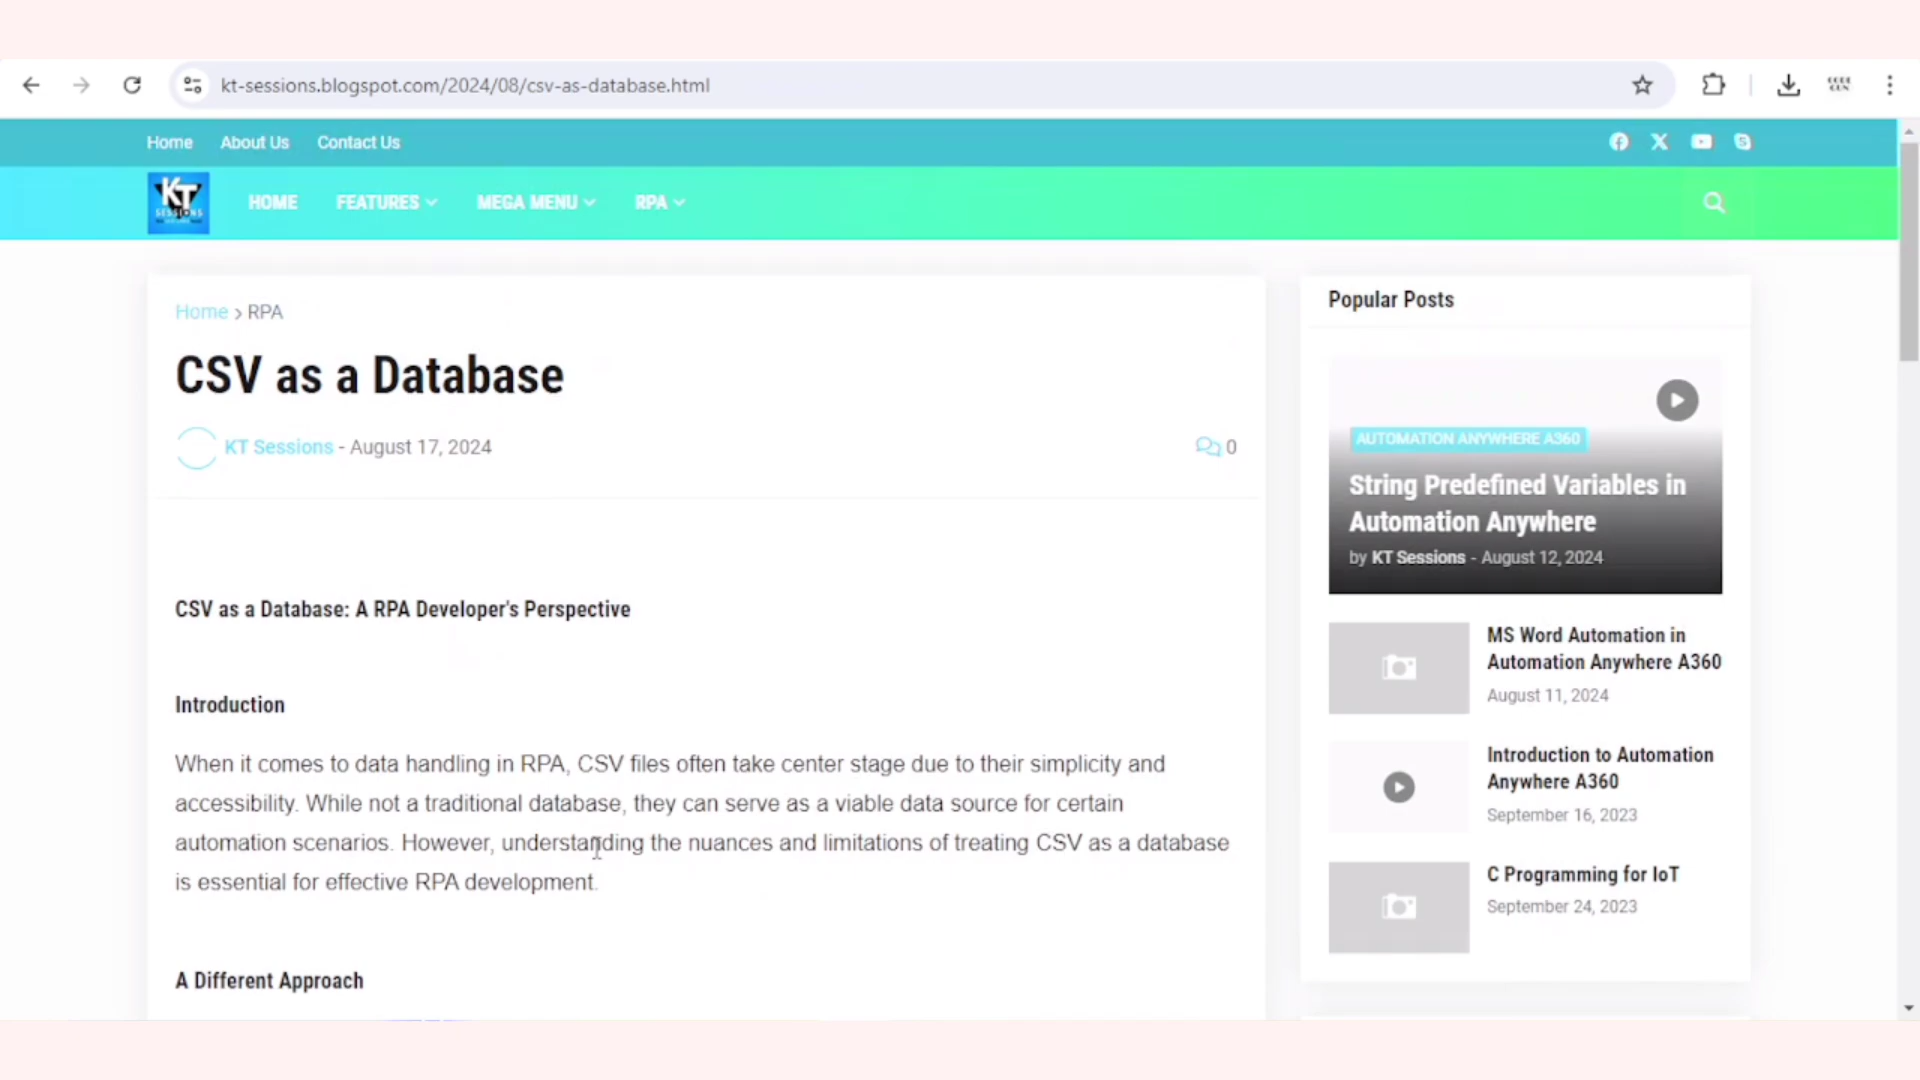 kt-sessions.blogspot.com/2024/08/csv-as-database.html
Home About Us Contact Us
KT
SESSIONS
HOME FEATURES MEGA MENU RPA
Home > RPA
CSV as a Database
KT Sessions - August 17, 2024
0
CSV as a Database: A RPA Developer's Perspective
Introduction
When it comes to data handling in RPA, CSV files often take center stage due to their simplicity and
accessibility. While not a traditional database, they can serve as a viable data source for certain
automation scenarios. However, understanding the nuances and limitations of treating CSV as a database
is essential for effective RPA development.
A Different Approach
Popular Posts
AUTOMATION ANYWHERE A360
String Predefined Variables in
Automation Anywhere
by KT Sessions - August 12, 2024
MS Word Automation in
Automation Anywhere A360
August 11, 2024
Introduction to Automation
Anywhere A360
September 16, 2023
C Programming for IoT
September 24, 2023